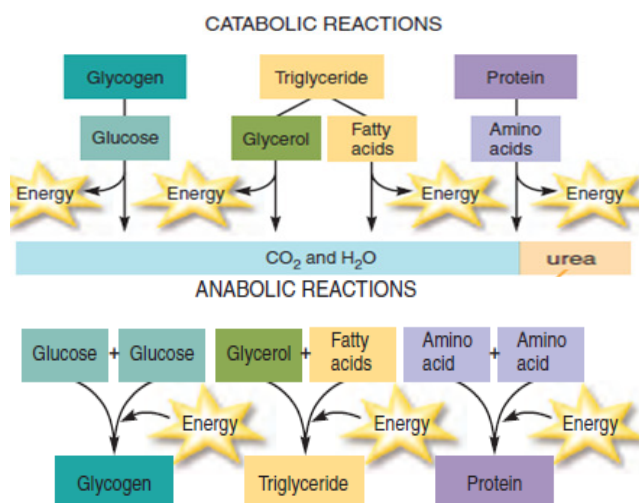 CATABOLIC REACTIONS
Glycogen
Triglyceride
Protein
Glucose
Glycerol
Fatty
acids
Amino
acids
Energy
Energy
Energy
Energy
CO₂ and H₂O
urea
ANABOLIC REACTIONS
Glucose + Glucose
Glycerol + Fatty
acids
Amino
acid + Amino
acid
Energy
Energy
Energy
Glycogen
Triglyceride
Protein